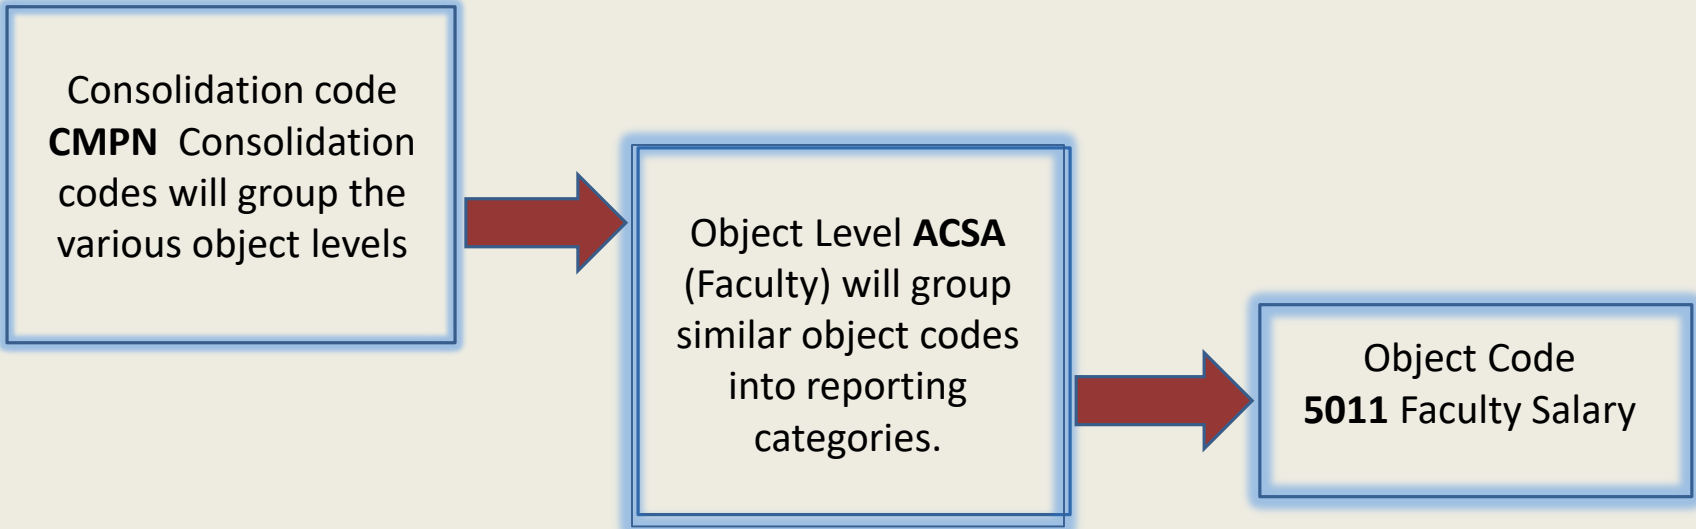 Consolidation code
CMPN  Consolidation
codes will group the
various object levels
Object Level ACSA
(Faculty) will group
similar object codes
into reporting
categories.
Object Code
5011 Faculty Salary